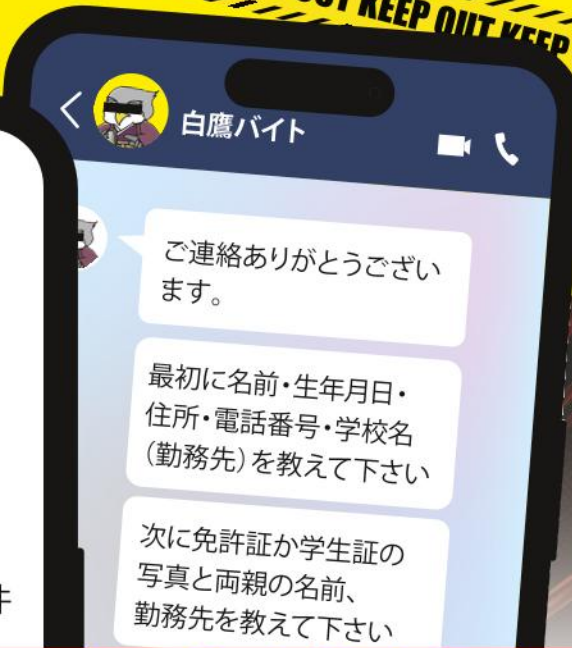 OUT KEEP OUT KEEP
白鷹バイト
ご連絡ありがとうござい
ます。
最初に名前・生年月日・
住所・電話番号・学校名
(勤務先)を教えて下さい
次に免許証か学生証の
写真と両親の名前、
勤務先を教えて下さい